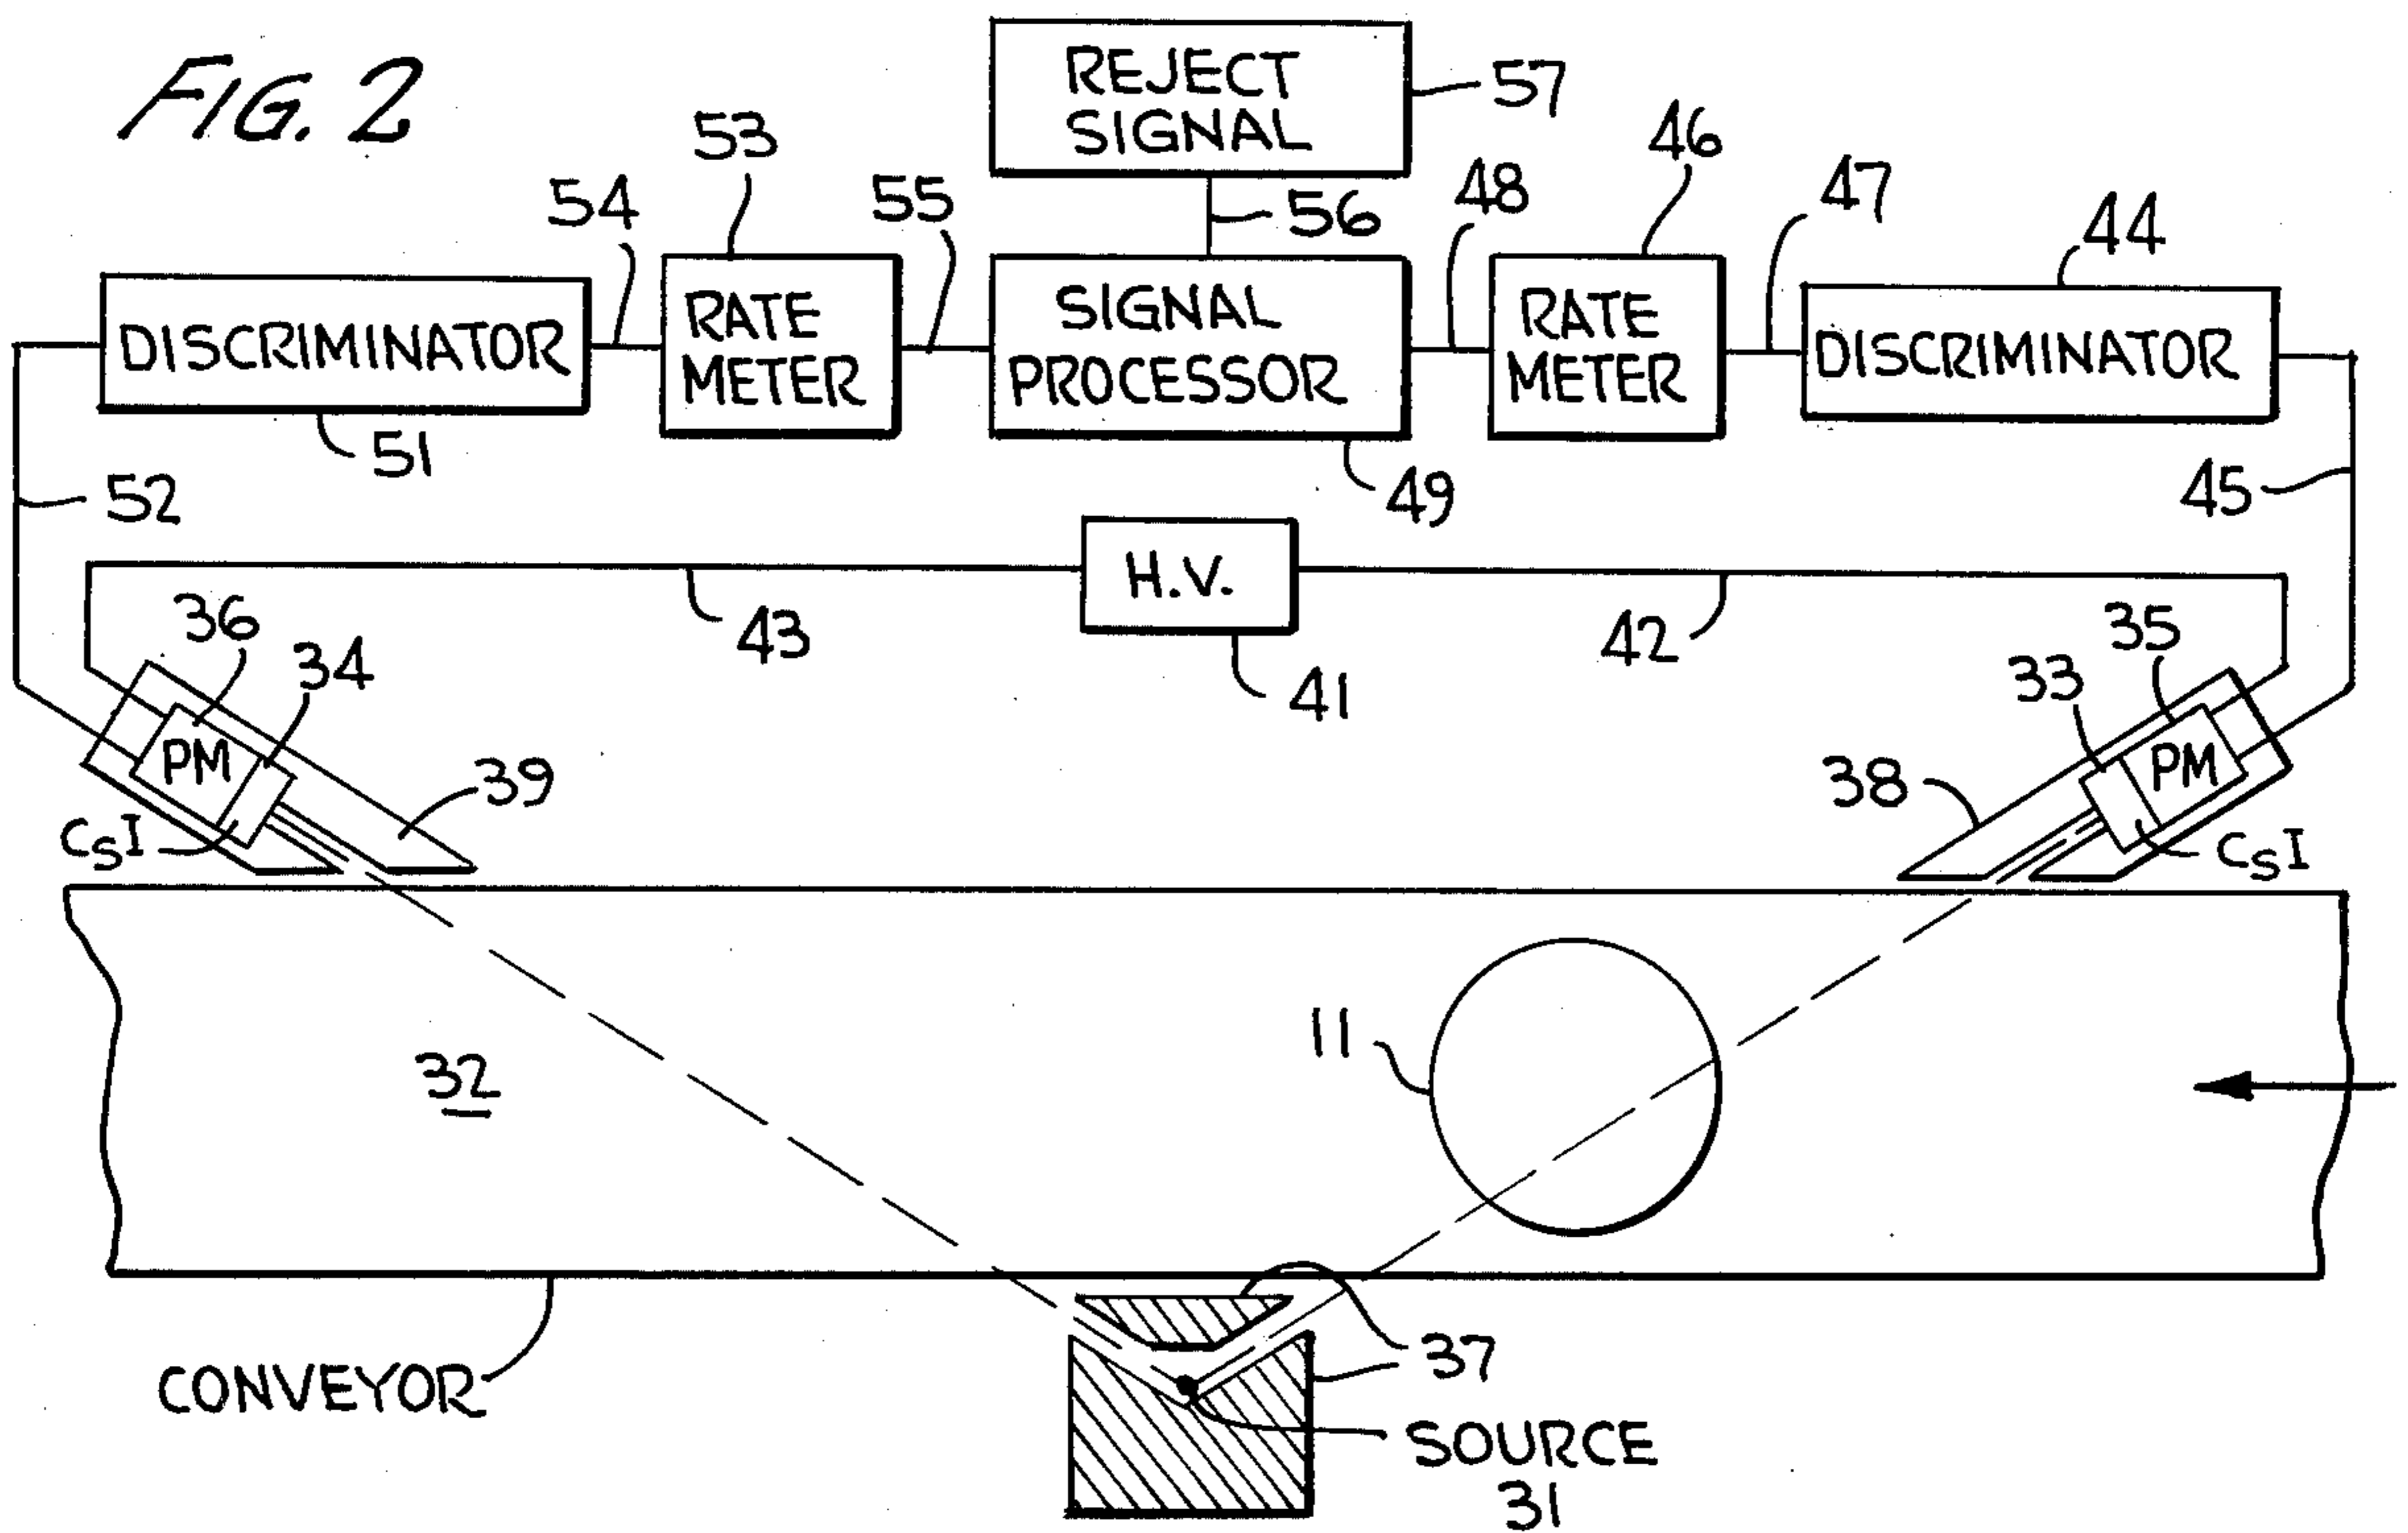 FIG. 2
REJECT
SIGNAL
57
53
46
54
55
56
48
47
44
DISCRIMINATOR
RATE
METER
SIGNAL
PROCESSOR
RATE
METER
DISCRIMINATOR
51
52
49
45
H.V.
43
42
41
36
34
PM
39
CsI
35
33
PM
38
CsI
11
32
CONVEYOR
37
SOURCE
31